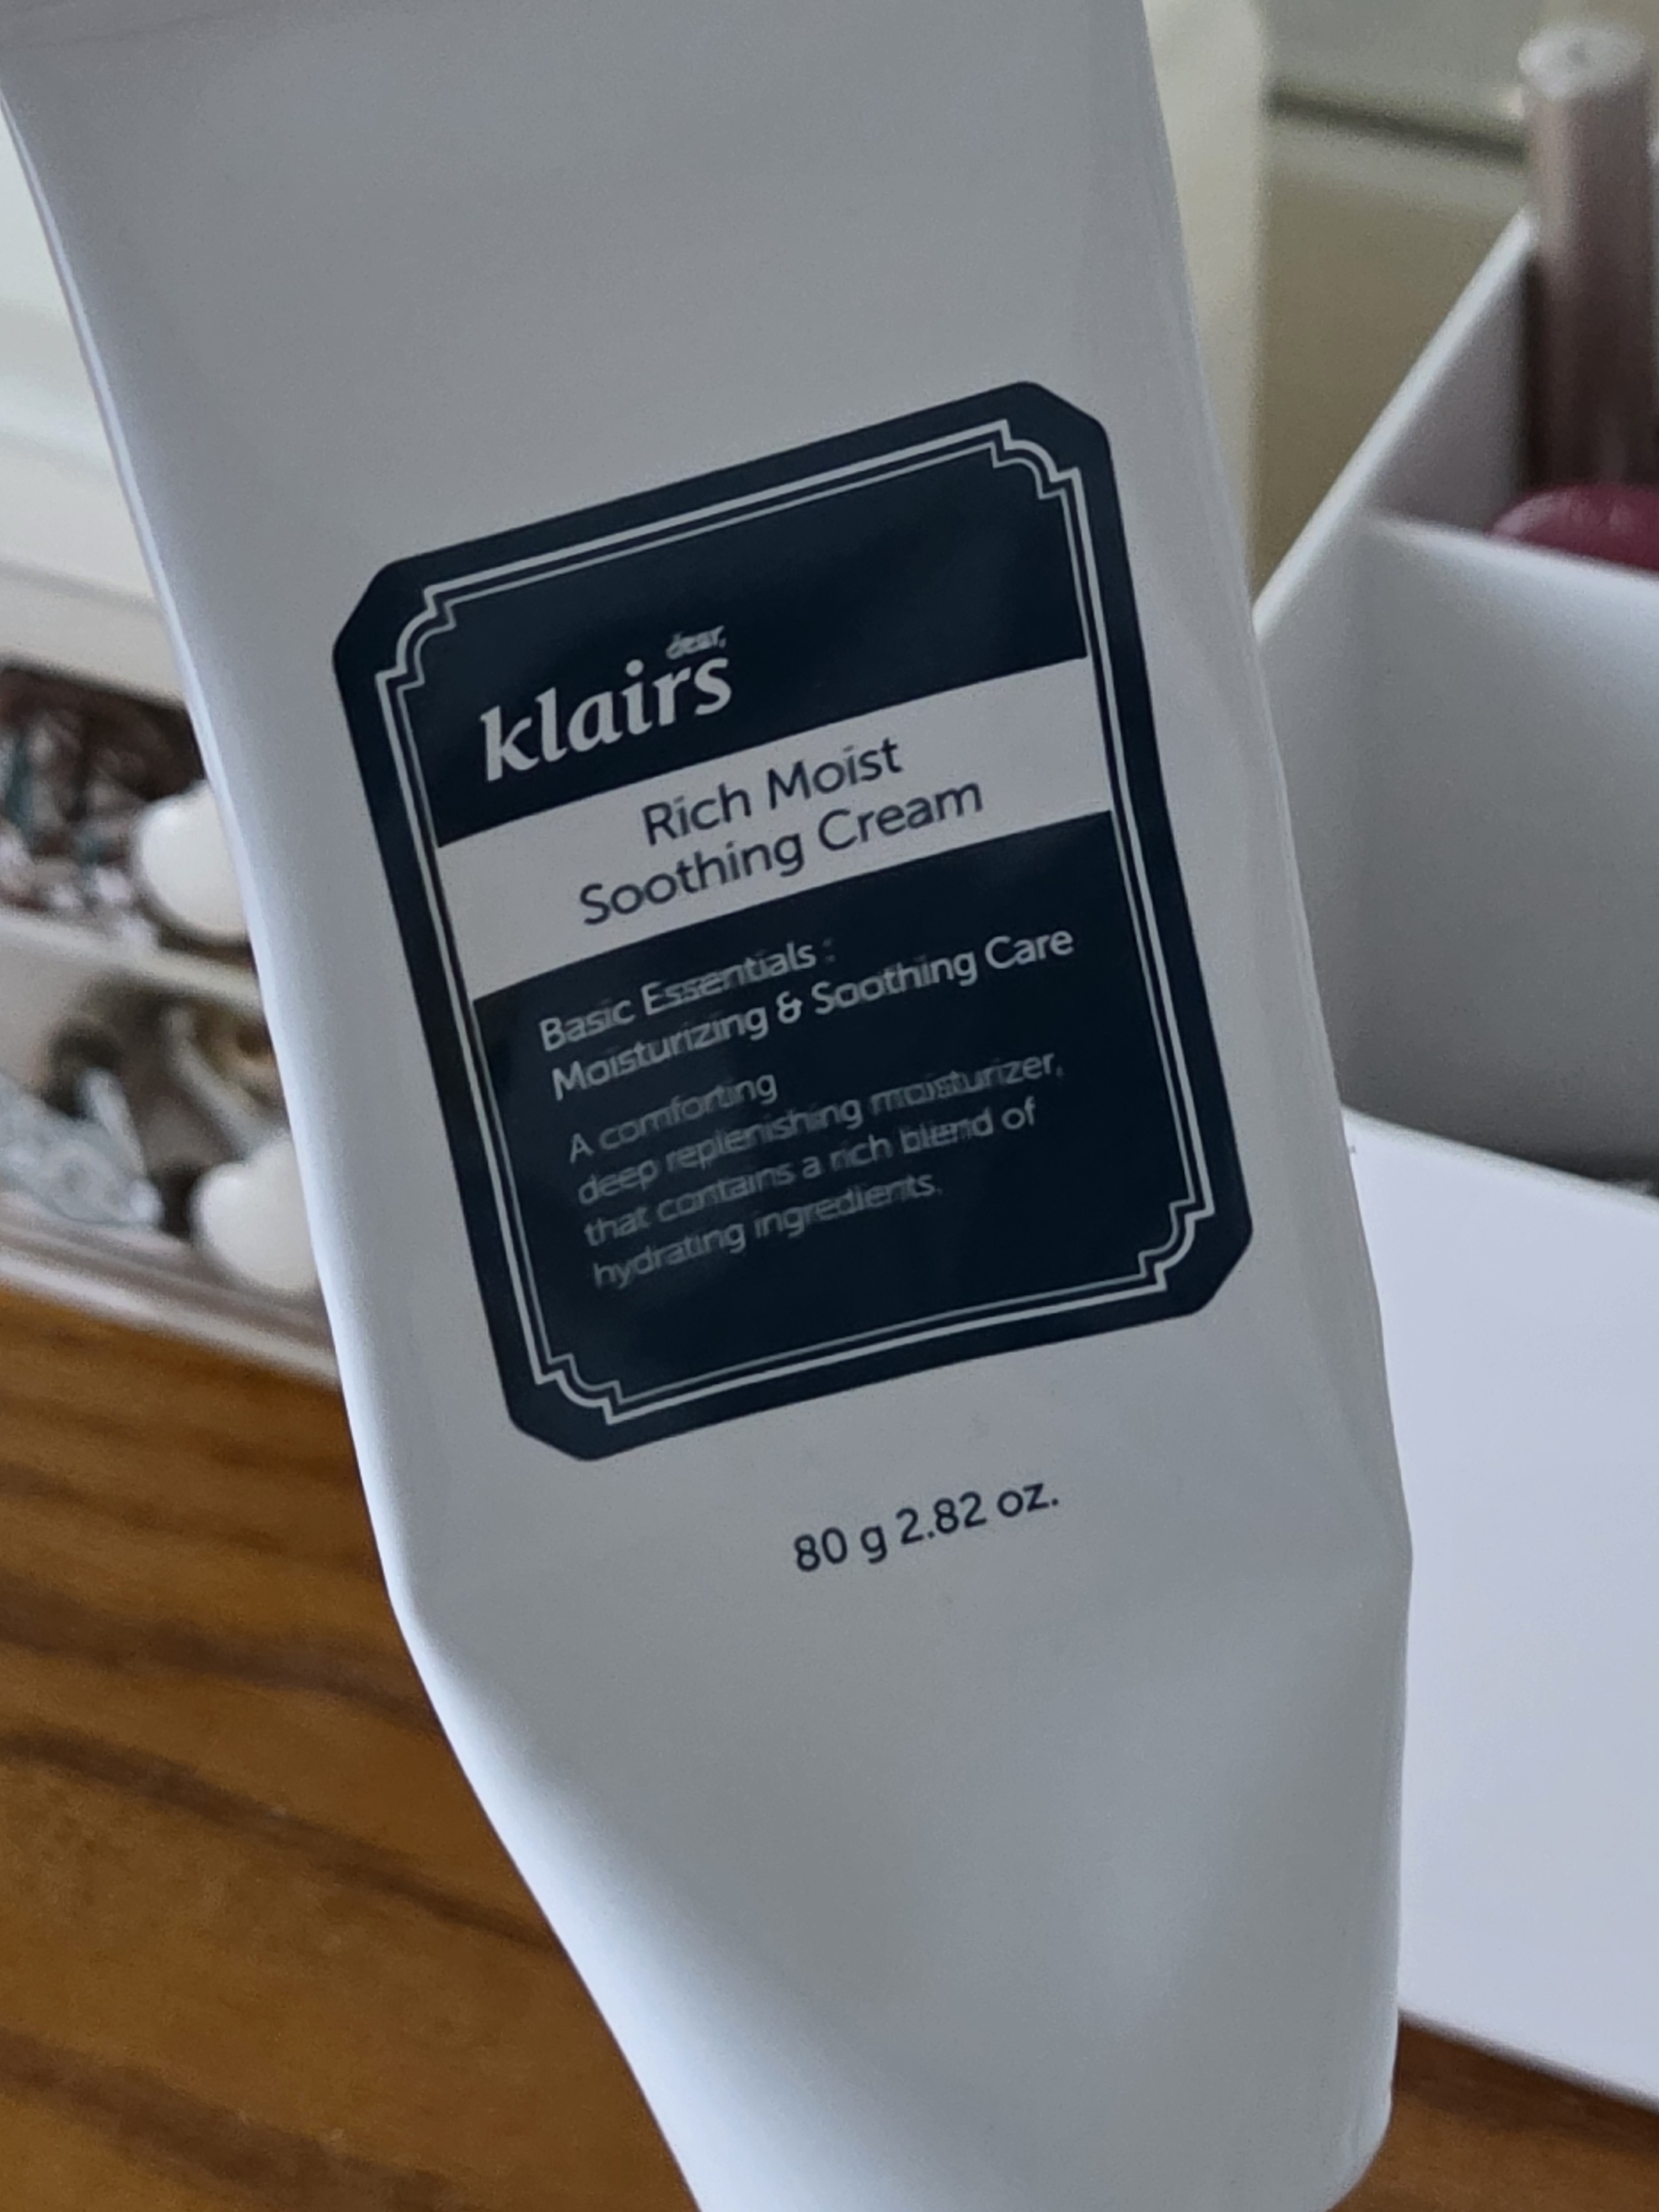 dear,
klairs
Rich Moist
Soothing Cream
Basic Essentials :
Moisturizing & Soothing Care
A comforting
deep replenishing moisturizer,
that contains a rich blend of
hydrating ingredients.
80 g 2.82 oz.